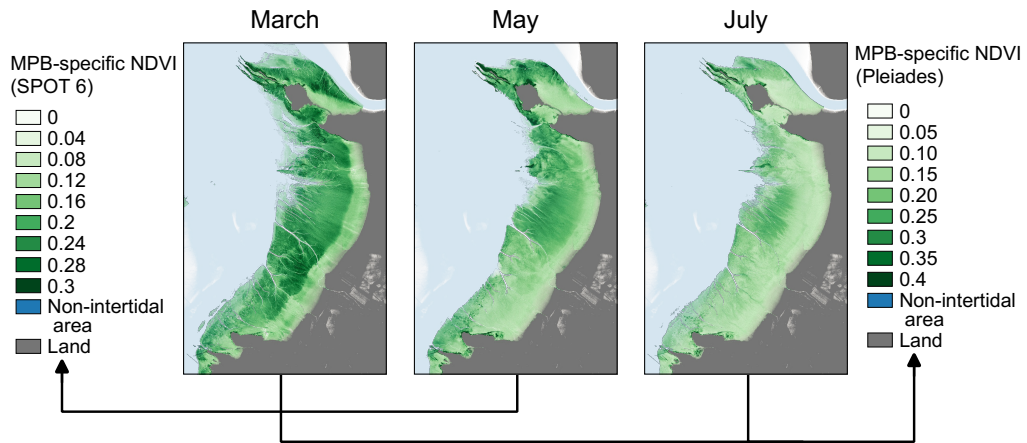 March
May
July
MPB-specific NDVI
(SPOT 6)
0
0.04
0.08
0.12
0.16
0.2
0.24
0.28
0.3
Non-intertidal
area
Land
MPB-specific NDVI
(Pleiades)
0
0.05
0.10
0.15
0.20
0.25
0.3
0.35
0.4
Non-intertidal
area
Land